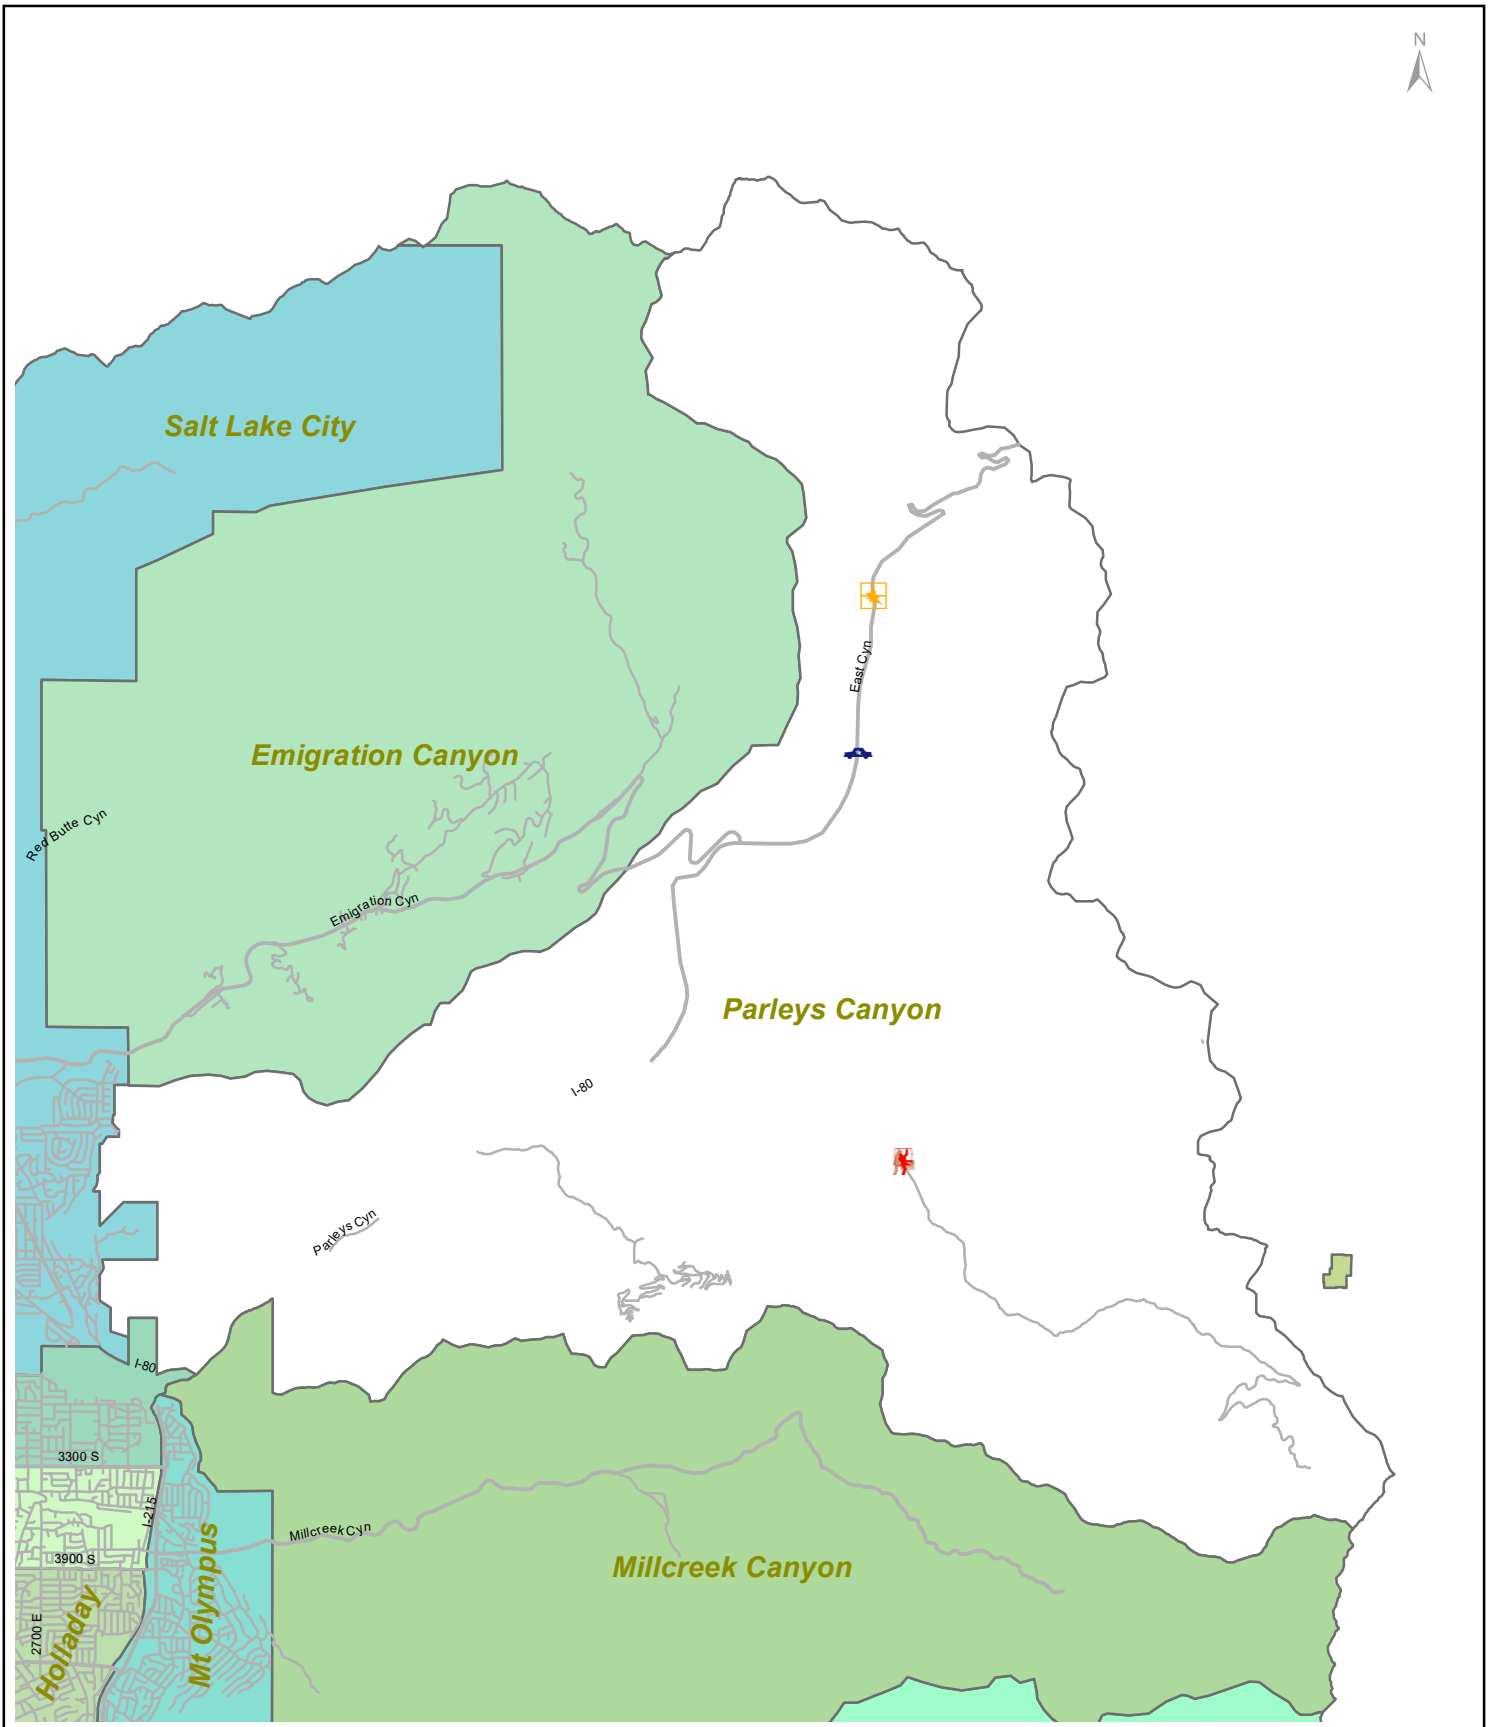 N
Salt Lake City
East Cyn
Emigration Canyon
Red Butte Cyn
Emigration Cyn
Parleys Canyon
I-80
Parleys Cyn
I-80
3300 S
I-215
Millcreek Cyn
3900 S
Millcreek Canyon
Mt Olympus
Holladay
2700 E